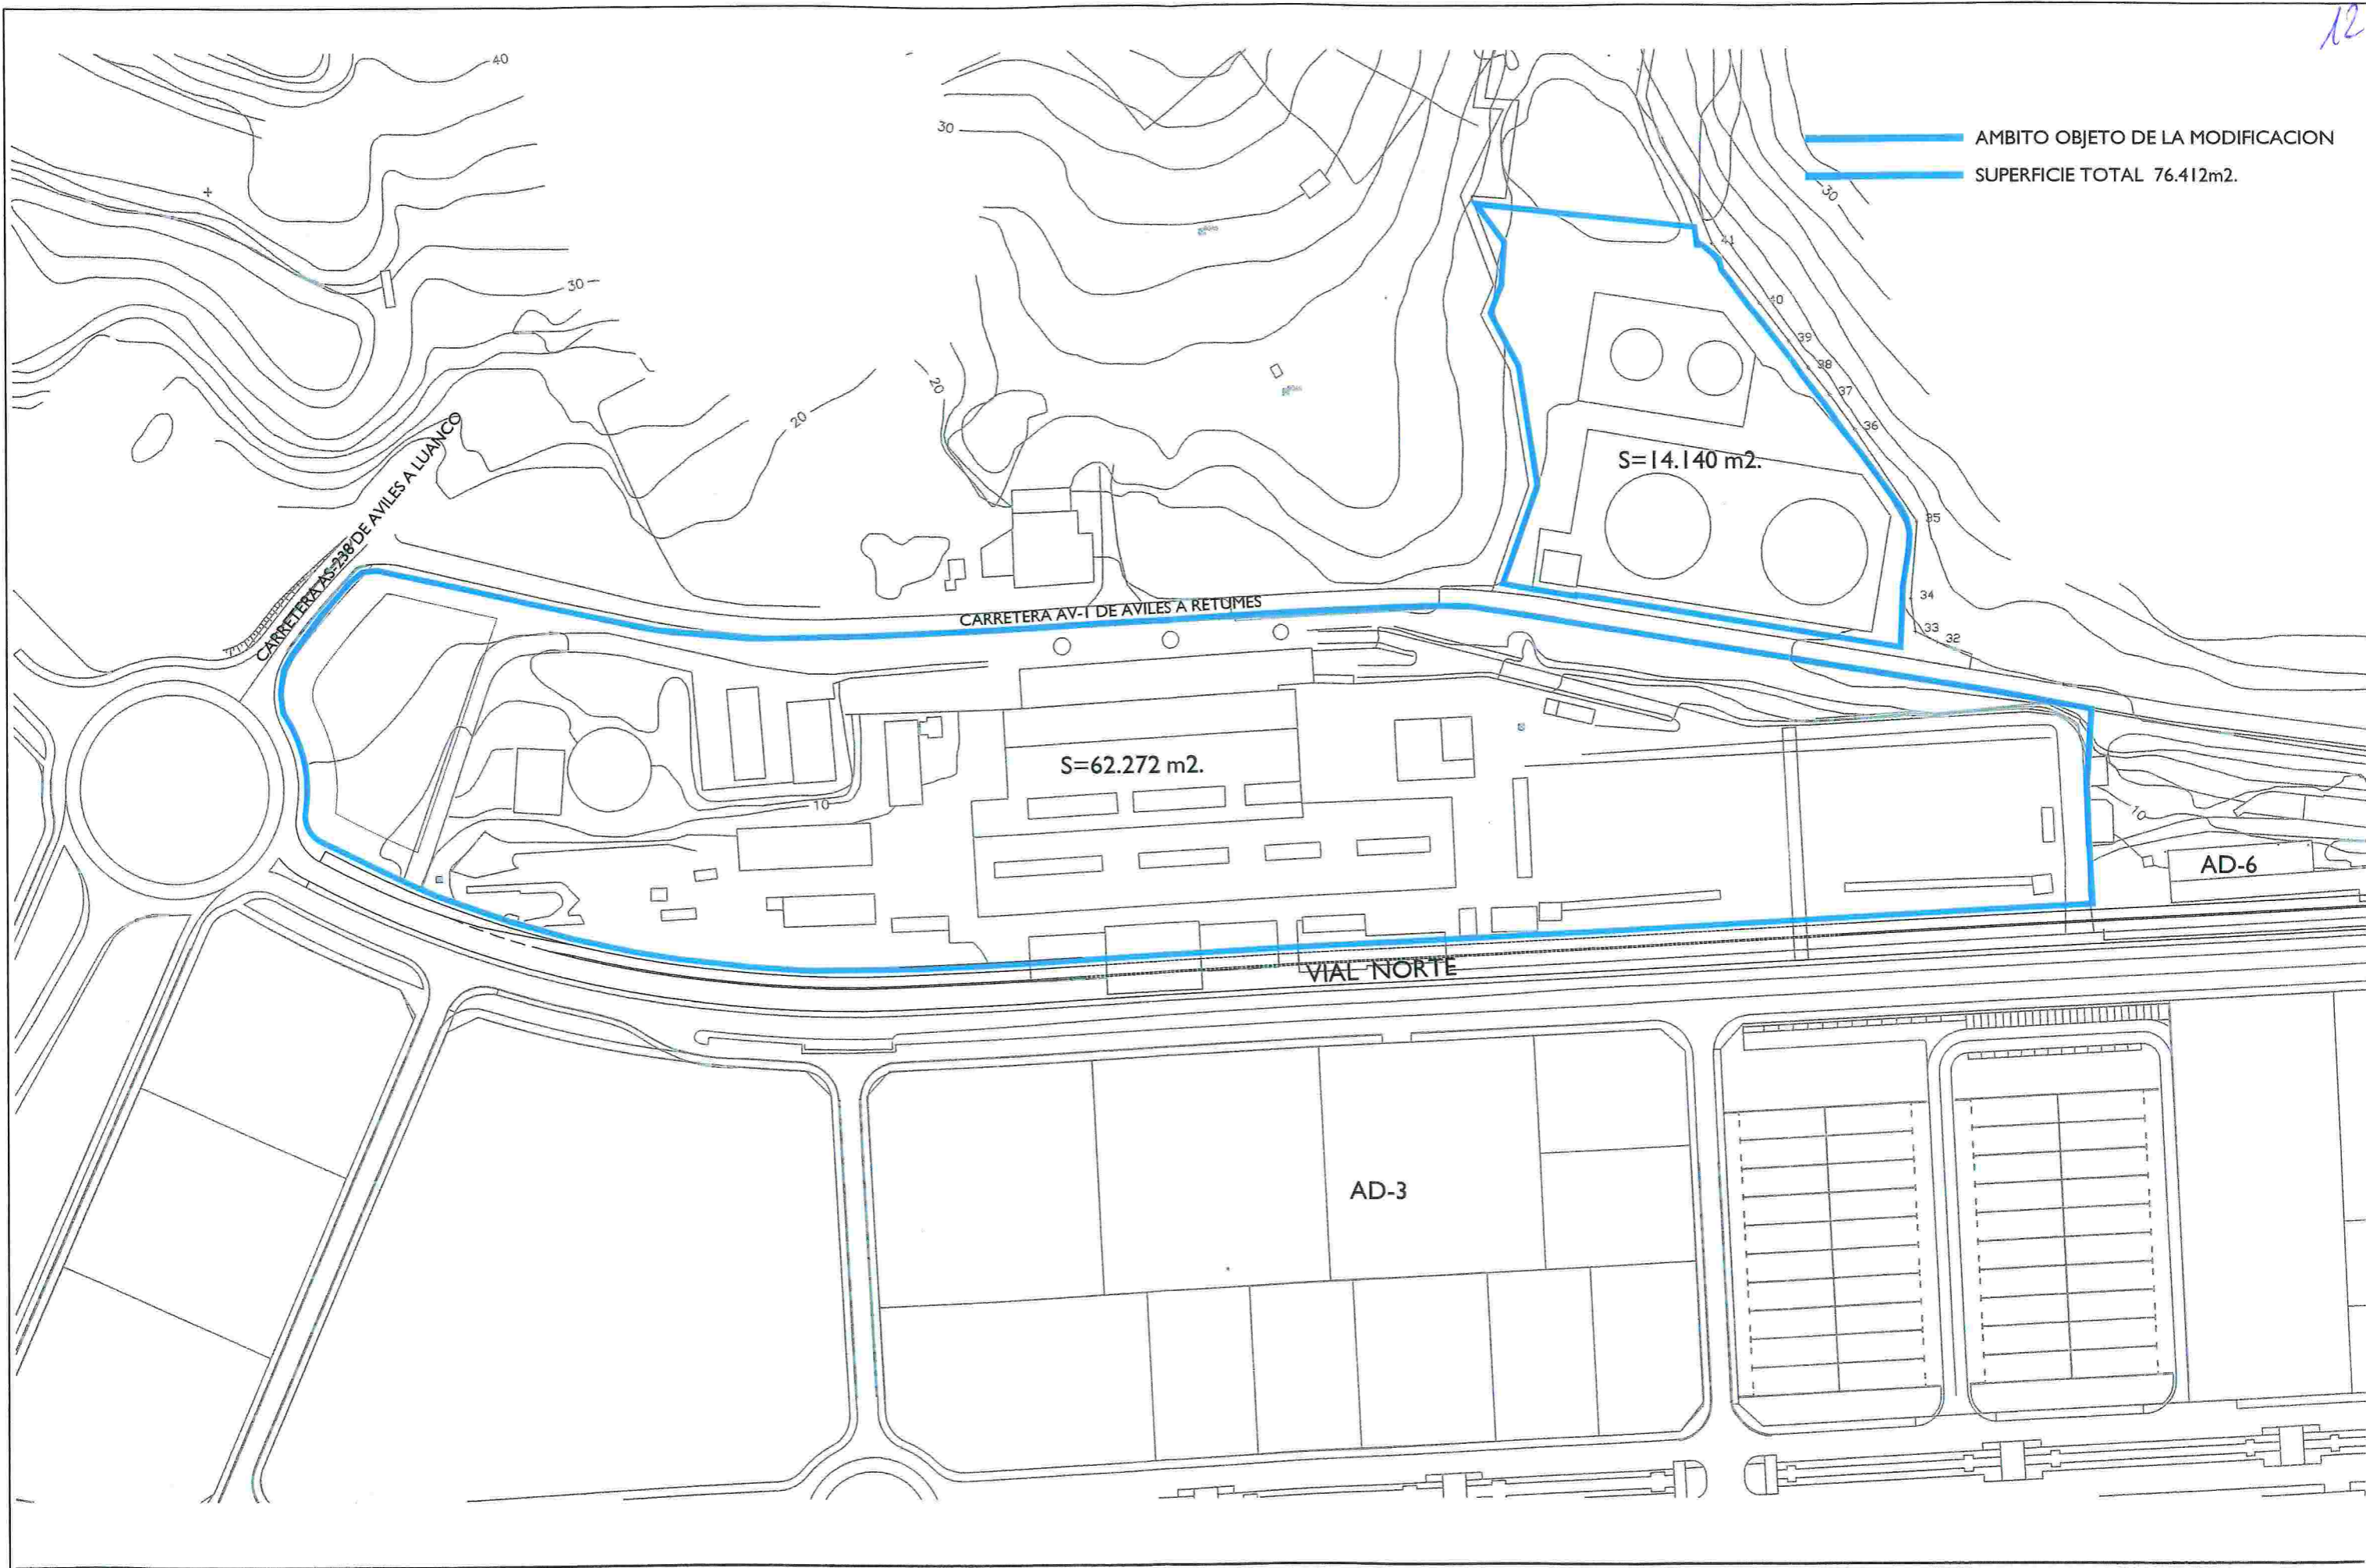 12
40
30
AMBITO OBJETO DE LA MODIFICACION
SUPERFICIE TOTAL 76.412m2.
30
41
30
40
39
38
37
36
20
20
CARRETERA AS-238 DE AVILES A LUANCO
S=14.140 m2.
35
34
33
32
CARRETERA AV-1 DE AVILES A RETUMES
S=62.272 m2.
10
10
AD-6
VIAL NORTE
AD-3